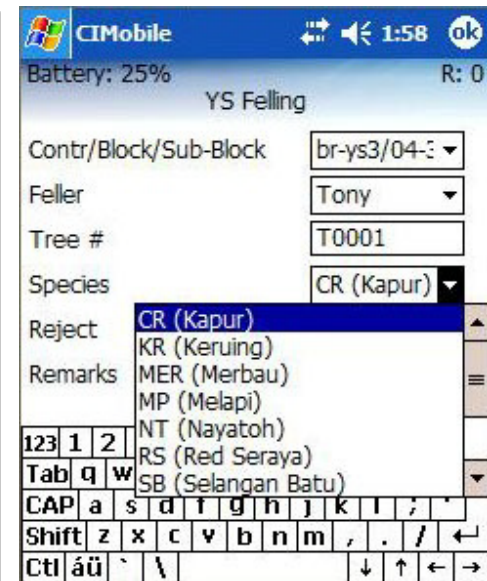 CIMobile 1:58 ok
Battery: 25% R: 0
YS Felling
Contr/Block/Sub-Block br-ys3/04-
Feller Tony
Tree # T0001
Species CR (Kapur)
Reject
Remarks
CR (Kapur)
KR (Keruing)
MER (Merbau)
MP (Melapi)
NT (Nayatoh)
RS (Red Seraya)
SB (Selangan Batu)
123 1 2
Tab q w
CAP a s d f g h j k l ; '
Shift z x c v b n m , . / ↵
Ctl áü ` \ ↓ ↑ ← →